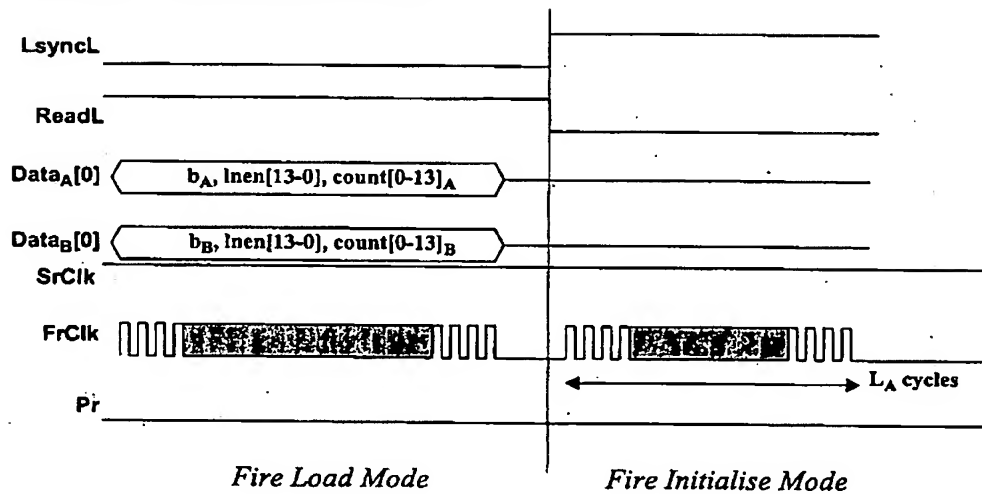 LsyncL
ReadL
DataA[0] bA, lnen[13-0], count[0-13]A
DataB[0] bB, lnen[13-0], count[0-13]B
SrClk
FrClk
LA cycles
Pr
Fire Load Mode Fire Initialise Mode